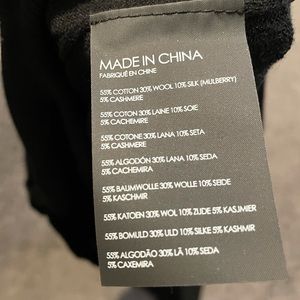 MADE IN CHINA
FABRIQUÉ EN CHINE
55% COTTON 30% WOOL 10% SILK (MULBERRY)
5% CASHMERE
55% COTON 30% LAINE 10% SOIE
5% CACHEMIRE
55% COTONE 30% LANA 10% SETA
5% CASHMERE
55% ALGODÓN 30% LANA 10% SEDA
5% CACHEMIRA
55% BAUMWOLLE 30% WOLLE 10% SEIDE
5% KASCHMIR
55% KATOEN 30% WOL 10% ZIJDE 5% KASJMIER
55% BOMULD 30% ULD 10% SILKE 5% KASHMIR
55% ALGODÃO 30% LÃ 10% SEDA
5% CAXEMIRA